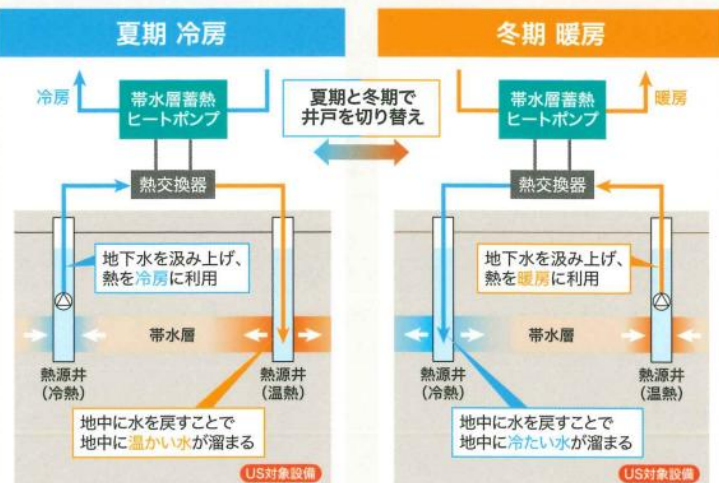 夏期 冷房
冷房
帯水層蓄熱
ヒートポンプ
熱交換器
地下水を汲み上げ、
熱を冷房に利用
帯水層
熱源井
(冷熱)
熱源井
(温熱)
地中に水を戻すことで
地中に温かい水が溜まる
US対象設備
夏期と冬期で
井戸を切り替え
冬期 暖房
帯水層蓄熱
ヒートポンプ
暖房
熱交換器
地下水を汲み上げ、
熱を暖房に利用
帯水層
熱源井
(冷熱)
熱源井
(温熱)
地中に水を戻すことで
地中に冷たい水が溜まる
US対象設備